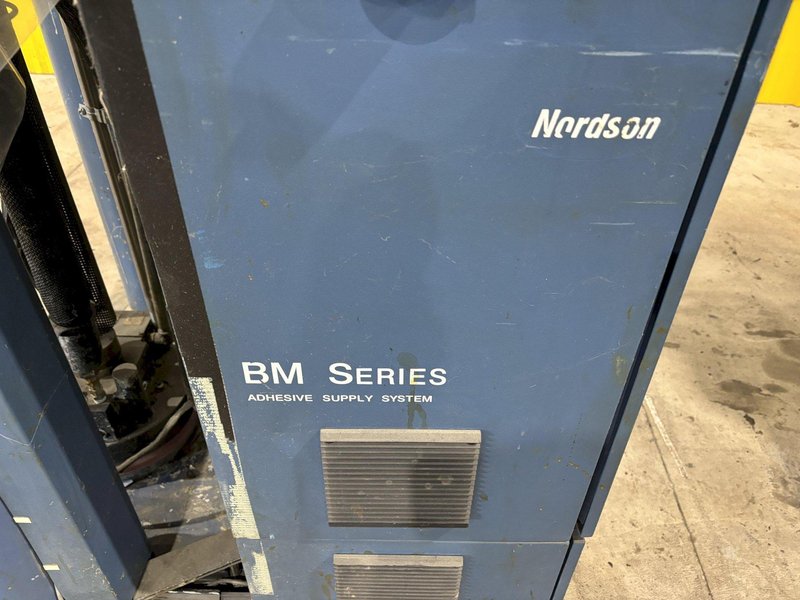 Nordson
BM SERIES
ADHESIVE SUPPLY SYSTEM